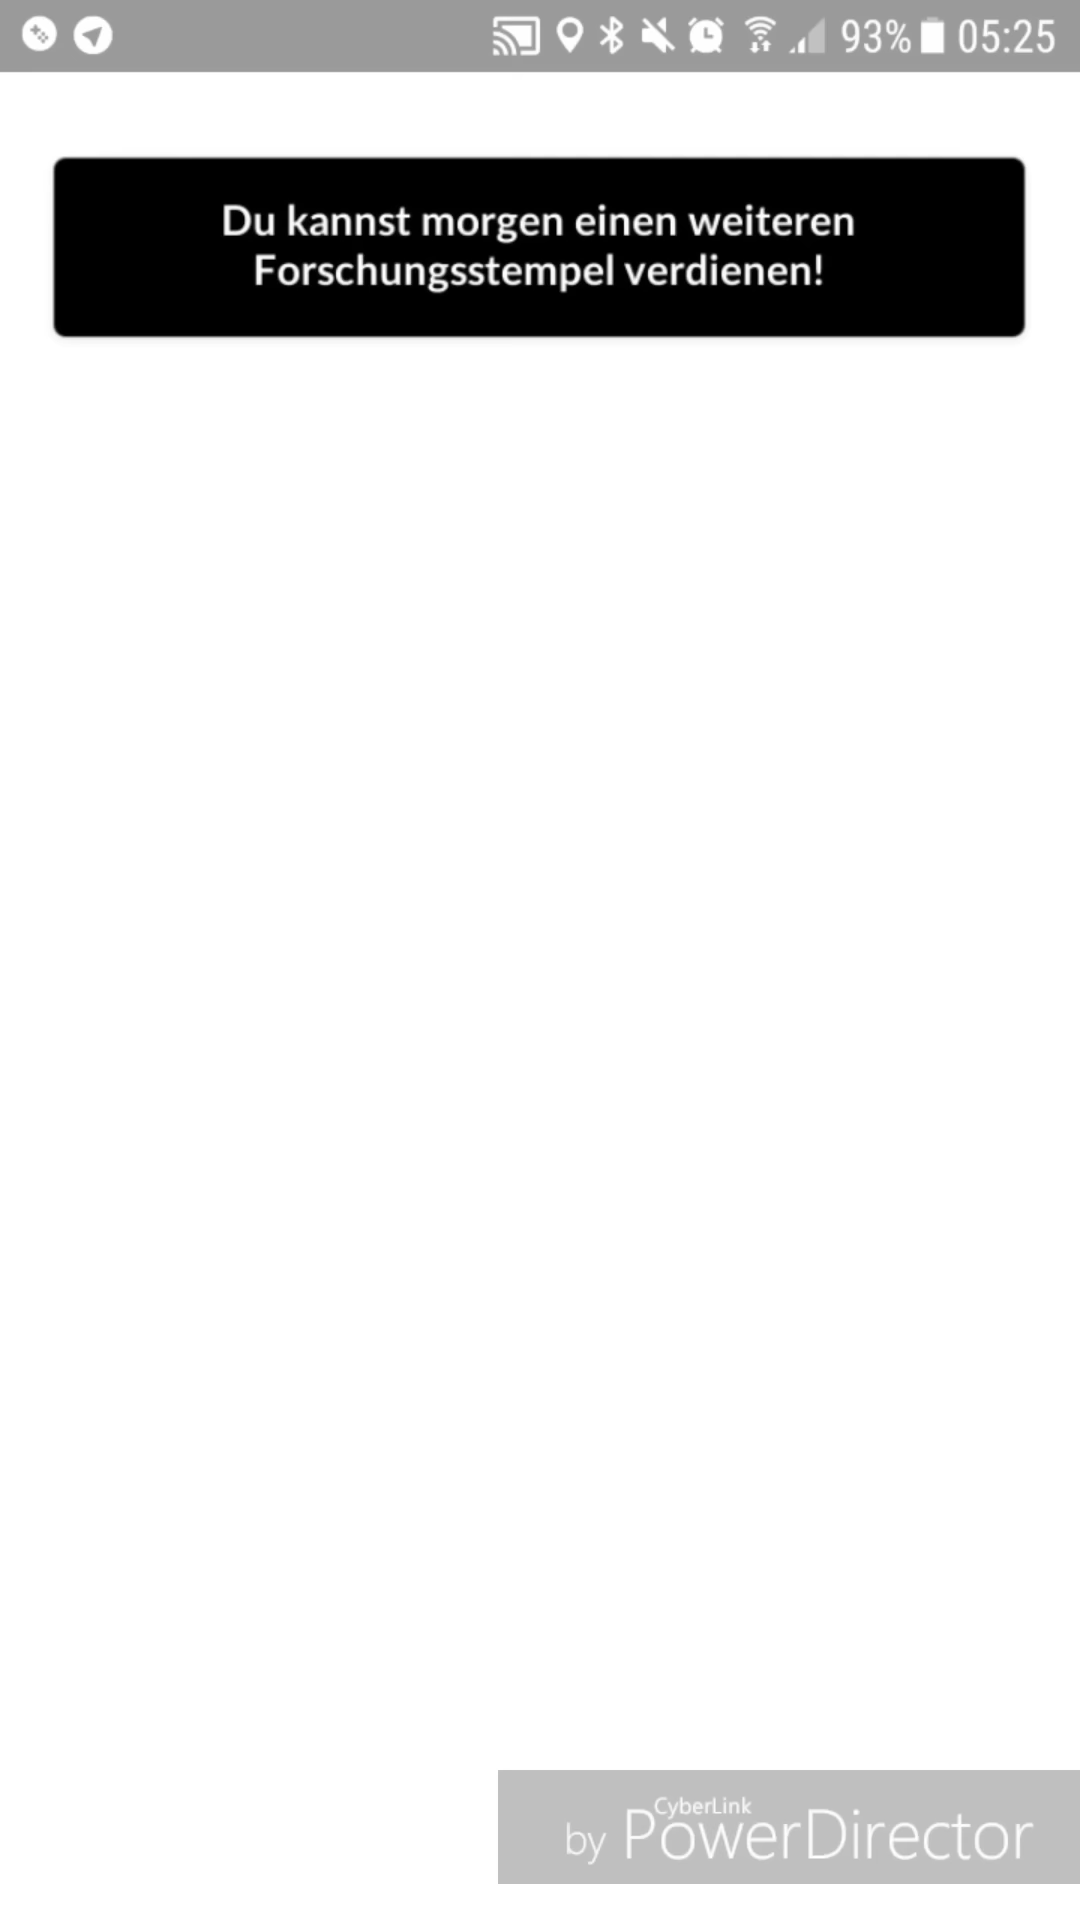 93% 05:25
Du kannst morgen einen weiteren
Forschungsstempel verdienen!
CyberLink
by PowerDirector